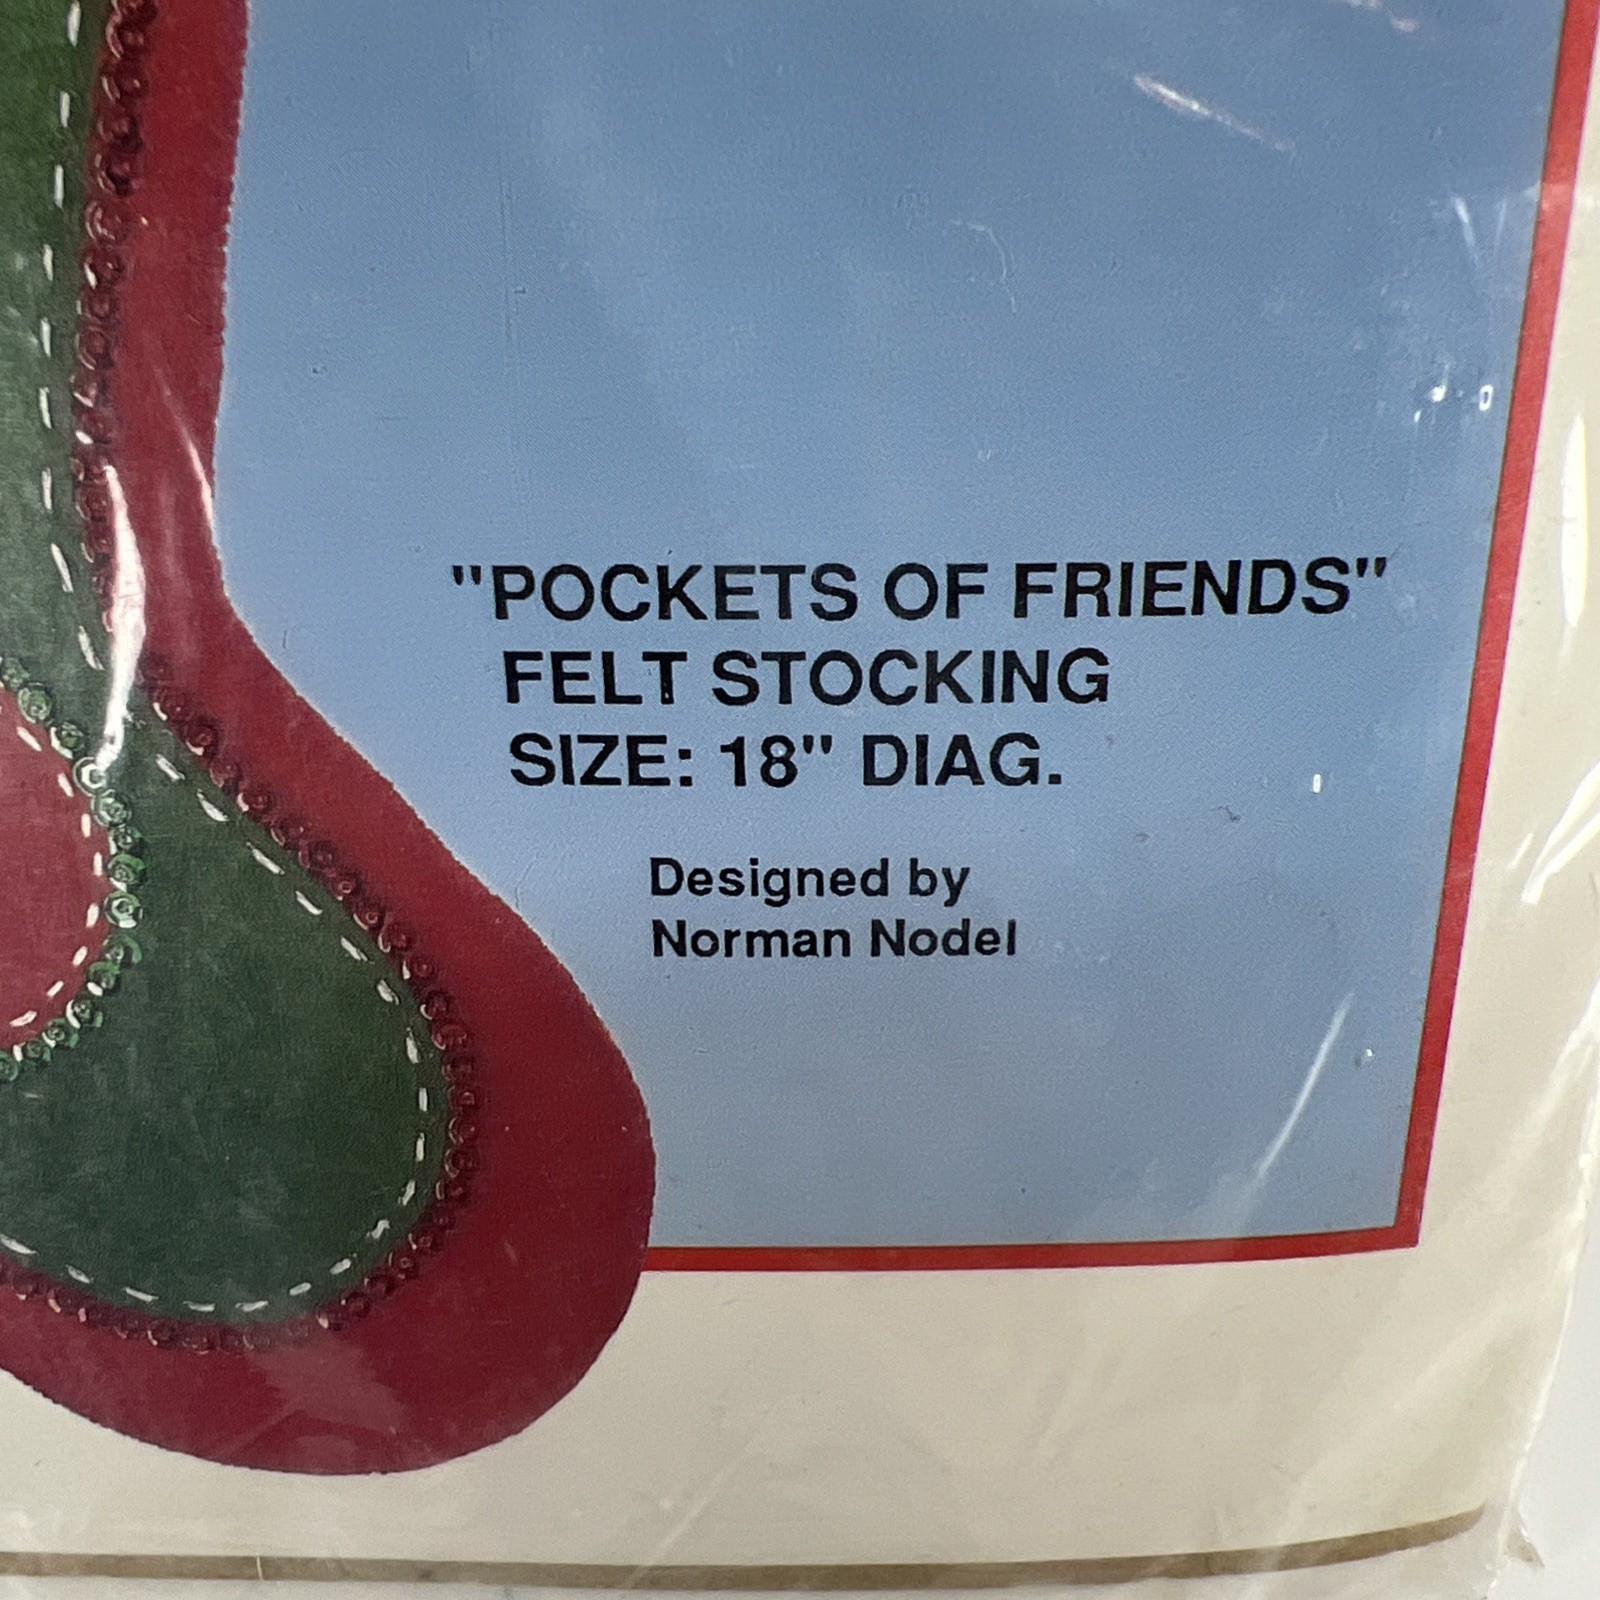 "POCKETS OF FRIENDS"
FELT STOCKING
SIZE: 18" DIAG.
Designed by
Norman Nodel